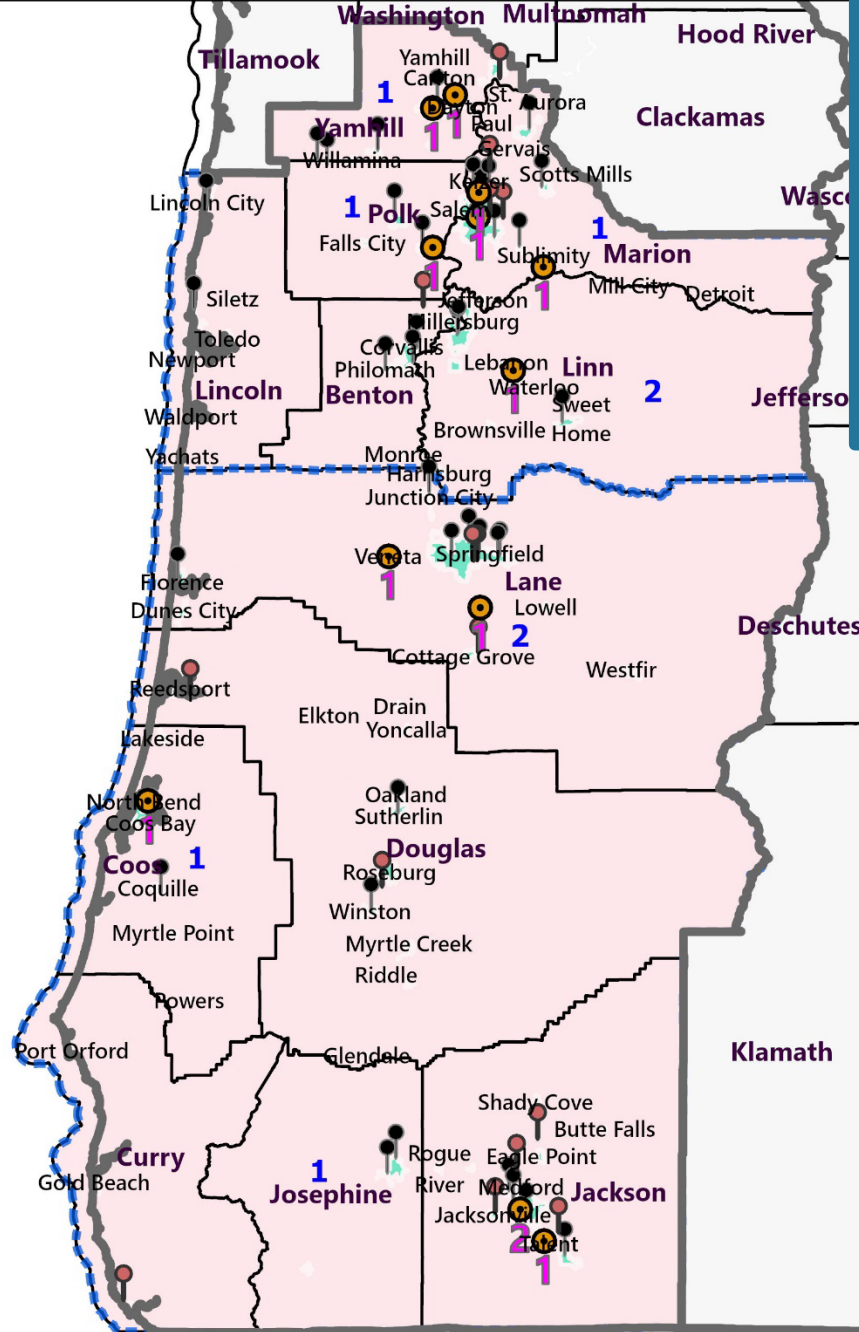 Washington
Multnomah
Hood River
Tillamook
Yamhill
Carlton
1
St.
Aurora
Dayton
Paul
Clackamas
1
1
Yamhill
Gervais
Willamina
Scotts Mills
Keizer
Wasco
Lincoln City
1
Polk
Salem
1
Falls City
1
Sublimity
Marion
1
Mill City
1
Detroit
Siletz
Jefferson
Millersburg
Toledo
Corvallis
Newport
Philomath
Lebanon
Linn
Lincoln
Benton
Waterloo
2
Jefferso
1
Sweet
Waldport
Brownsville
Home
Yachats
Monroe
Harrisburg
Junction City
Veneta
Springfield
1
Lane
Florence
Dunes City
Lowell
1
2
Deschutes
Cottage Grove
Westfir
Reedsport
Elkton
Drain
Yoncalla
Lakeside
North Bend
Oakland
Coos Bay
Sutherlin
1
Coos
1
Douglas
Coquille
Roseburg
Winston
Myrtle Point
Myrtle Creek
Riddle
Powers
Port Orford
Glendale
Klamath
Shady Cove
Butte Falls
Curry
Rogue
Eagle Point
1
Gold Beach
River
Medford
Josephine
Jackson
Jacksonville
2
Talent
1